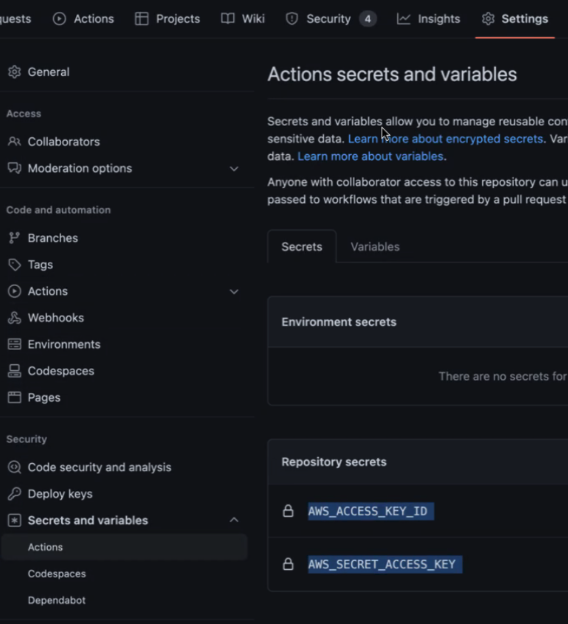 uests Actions Projects Wiki Security 4 Insights Settings
General
Access
Collaborators
Moderation options
Code and automation
Branches
Tags
Actions
Webhooks
Environments
Codespaces
Pages
Security
Code security and analysis
Deploy keys
Secrets and variables
Actions
Codespaces
Dependabot
Actions secrets and variables
Secrets and variables allow you to manage reusable con
sensitive data. Learn more about encrypted secrets. Var
data. Learn more about variables.
Anyone with collaborator access to this repository can u
passed to workflows that are triggered by a pull request
Secrets Variables
Environment secrets
There are no secrets for
Repository secrets
AWS_ACCESS_KEY_ID
AWS_SECRET_ACCESS_KEY